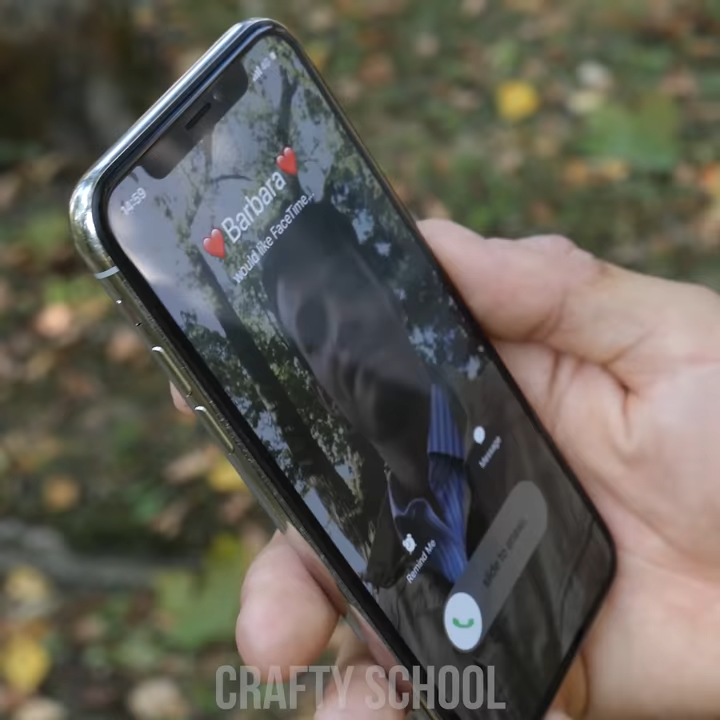 14:59
❤️Barbara❤️
would like FaceTime...
Message
Remind Me
slide to answer
CRAFTY SCHOOL